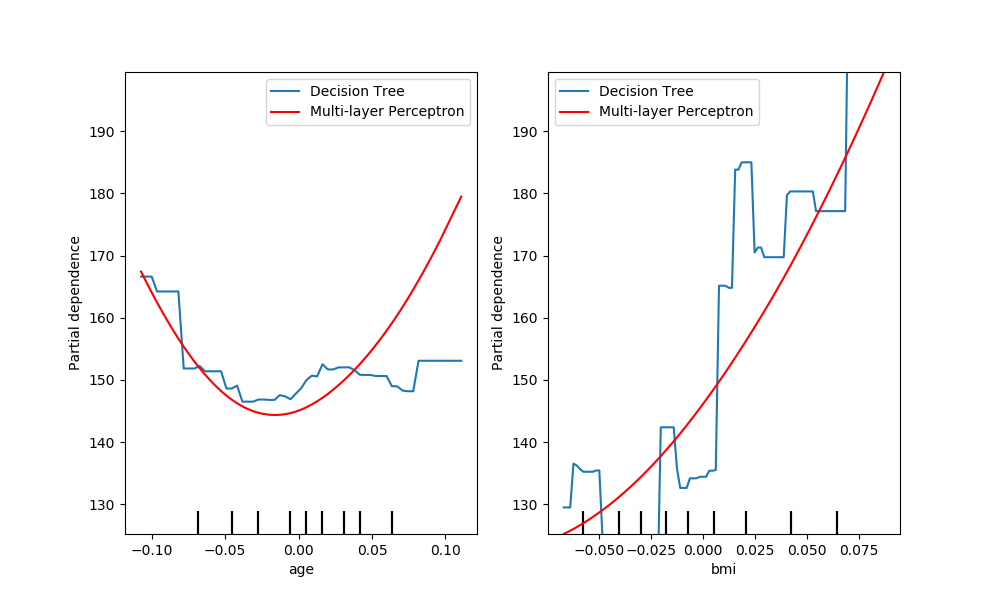 Decision Tree
Multi-layer Perceptron
190
180
170
160
150
140
130
Partial dependence
−0.10 −0.05 0.00 0.05 0.10
age
Decision Tree
Multi-layer Perceptron
190
180
170
160
150
140
130
Partial dependence
−0.050 −0.025 0.000 0.025 0.050 0.075
bmi